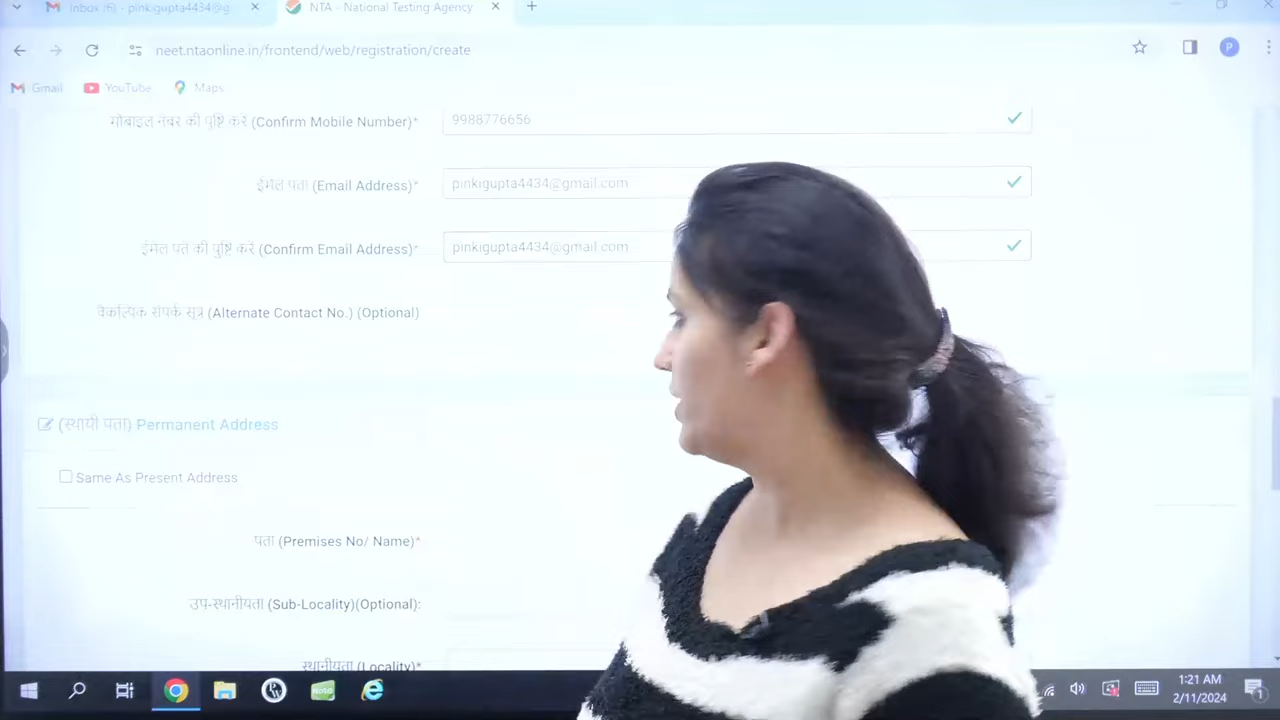 Inbox (6) - pinkigupta4434@g
NTA - National Testing Agency
neet.ntaonline.in/frontend/web/registration/create
Gmail
YouTube
Maps
मोबाइल नंबर की पुष्टि करें (Confirm Mobile Number)*
9988776656
ईमेल पता (Email Address)*
pinkigupta4434@gmail.com
ईमेल पते की पुष्टि करें (Confirm Email Address)*
pinkigupta4434@gmail.com
वैकल्पिक संपर्क सूत्र (Alternate Contact No.) (Optional)
(स्थायी पता) Permanent Address
Same As Present Address
पता (Premises No/ Name)*
उप-स्थानीयता (Sub-Locality)(Optional):
स्थानीयता (Locality)*
1:21 AM
2/11/2024